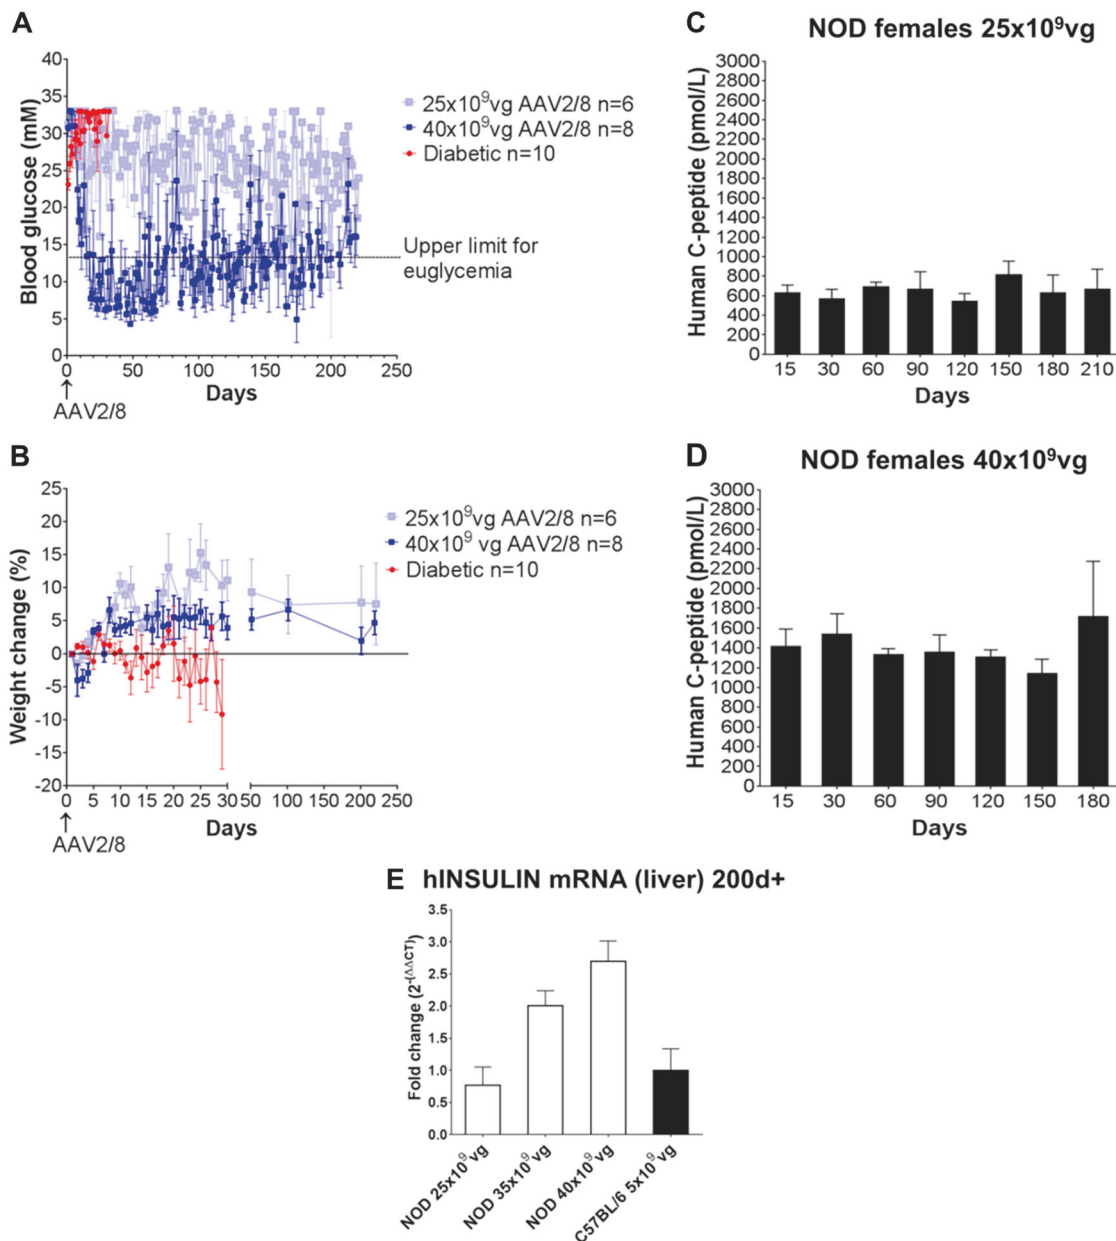 A
40
35
30
25
20
15
10
5
0
Blood glucose (mM)
0 50 100 150 200 250
Days
AAV2/8
25x10⁹vg AAV2/8 n=6
40x10⁹vg AAV2/8 n=8
Diabetic n=10
Upper limit for
euglycemia
C NOD females 25x10⁹vg
3000
2800
2600
2400
2200
2000
1800
1600
1400
1200
1000
800
600
400
200
0
Human C-peptide (pmol/L)
15 30 60 90 120 150 180 210
Days
B
25
20
15
10
5
0
-5
-10
-15
-20
Weight change (%)
0 5 10 15 20 25 30 50 100 150 200 250
Days
AAV2/8
25x10⁹vg AAV2/8 n=6
40x10⁹ vg AAV2/8 n=8
Diabetic n=10
D NOD females 40x10⁹vg
3000
2800
2600
2400
2200
2000
1800
1600
1400
1200
1000
800
600
400
200
0
Human C-peptide (pmol/L)
15 30 60 90 120 150 180
Days
E hINSULIN mRNA (liver) 200d+
3.5
3.0
2.5
2.0
1.5
1.0
0.5
0.0
Fold change (2^-(ΔΔCT))
NOD 25x10⁹vg
NOD 35x10⁹vg
NOD 40x10⁹vg
C57BL/6 5x10⁹vg